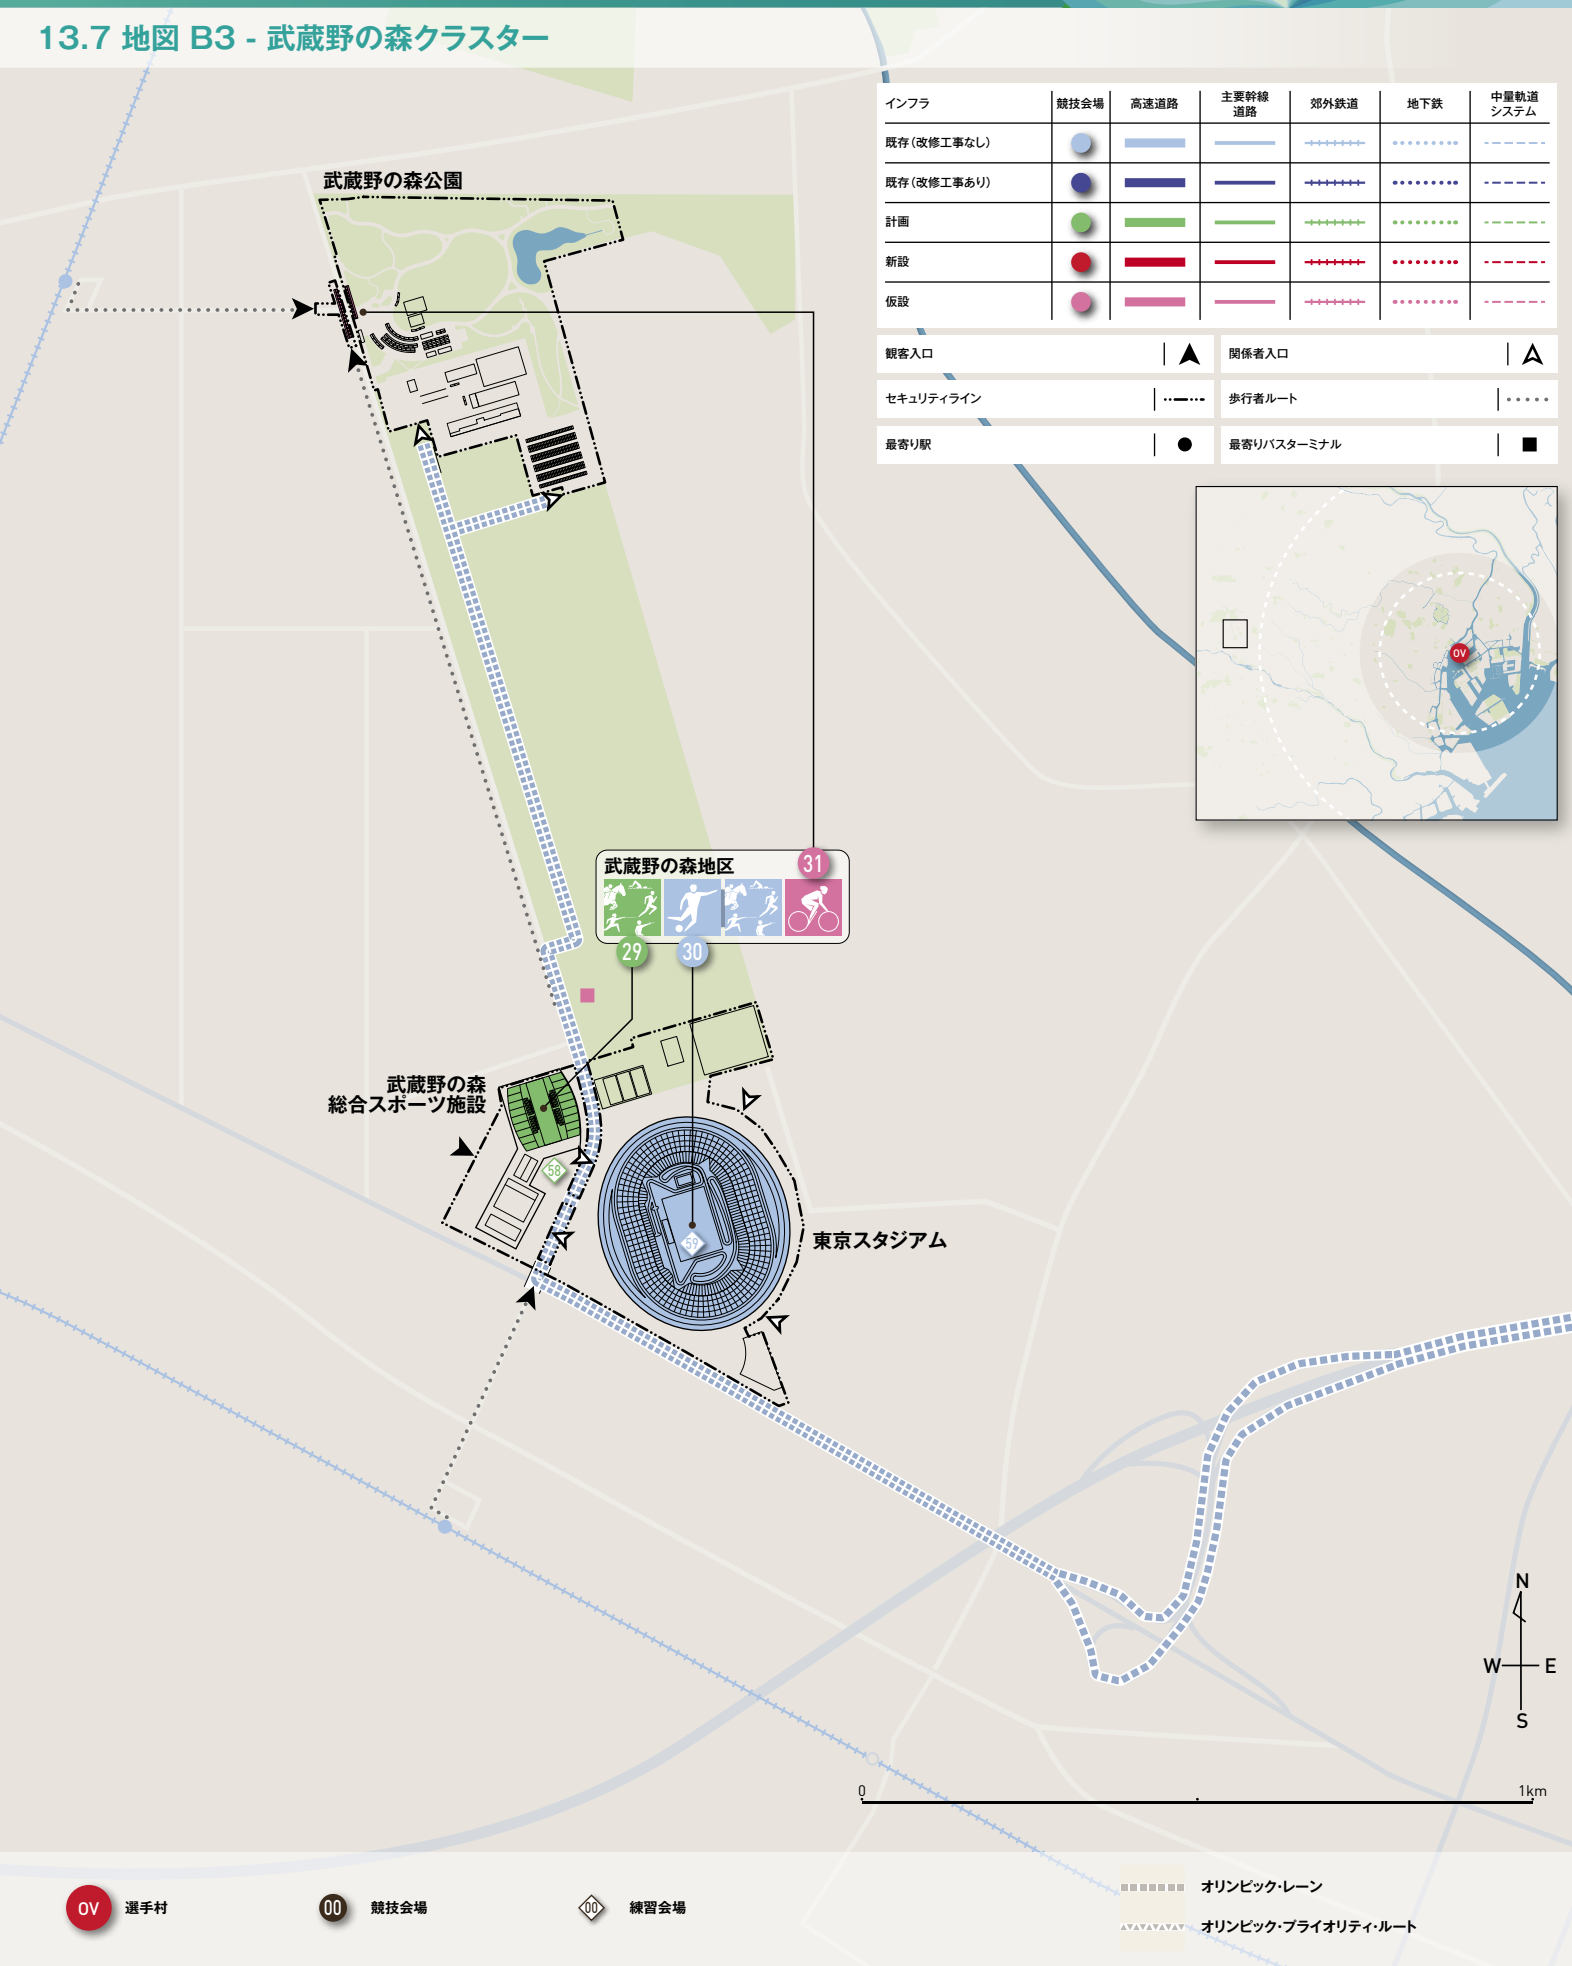 13.7 地図 B3 - 武蔵野の森クラスター
インフラ 競技会場 高速道路 主要幹線道路 郊外鉄道 地下鉄 中量軌道システム
既存（改修工事なし）
既存（改修工事あり）
計画
新設
仮設
観客入口 関係者入口
セキュリティライン 歩行者ルート
最寄り駅 最寄りバスターミナル
OV
武蔵野の森公園
武蔵野の森地区
31
29
30
武蔵野の森
総合スポーツ施設
58
59
東京スタジアム
N
W E
S
0 1km
OV 選手村
00 競技会場
00 練習会場
オリンピック・レーン
オリンピック・プライオリティ・ルート